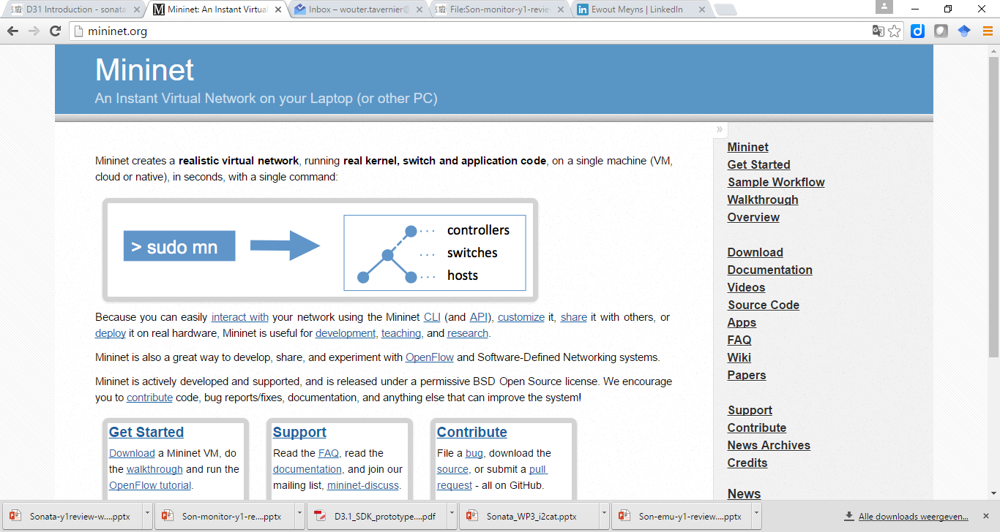 D31 Introduction - sonata
Mininet: An Instant Virtual
Inbox – wouter.tavernier@
File:Son-monitor-y1-revie
Ewout Meyns | LinkedIn
mininet.org
Mininet
An Instant Virtual Network on your Laptop (or other PC)
Mininet creates a realistic virtual network, running real kernel, switch and application code, on a single machine (VM,
cloud or native), in seconds, with a single command:
> sudo mn
controllers
switches
hosts
Because you can easily interact with your network using the Mininet CLI (and API), customize it, share it with others, or
deploy it on real hardware, Mininet is useful for development, teaching, and research.
Mininet is also a great way to develop, share, and experiment with OpenFlow and Software-Defined Networking systems.
Mininet is actively developed and supported, and is released under a permissive BSD Open Source license. We encourage
you to contribute code, bug reports/fixes, documentation, and anything else that can improve the system!
Get Started
Download a Mininet VM, do
the walkthrough and run the
OpenFlow tutorial.
Support
Read the FAQ, read the
documentation, and join our
mailing list, mininet-discuss.
Contribute
File a bug, download the
source, or submit a pull
request - all on GitHub.
»
Mininet
Get Started
Sample Workflow
Walkthrough
Overview
Download
Documentation
Videos
Source Code
Apps
FAQ
Wiki
Papers
Support
Contribute
News Archives
Credits
News
Sonata-y1review-w....pptx
Son-monitor-y1-re....pptx
D3.1_SDK_prototype....pdf
Sonata_WP3_i2cat.pptx
Son-emu-y1-review....pptx
Alle downloads weergeven...